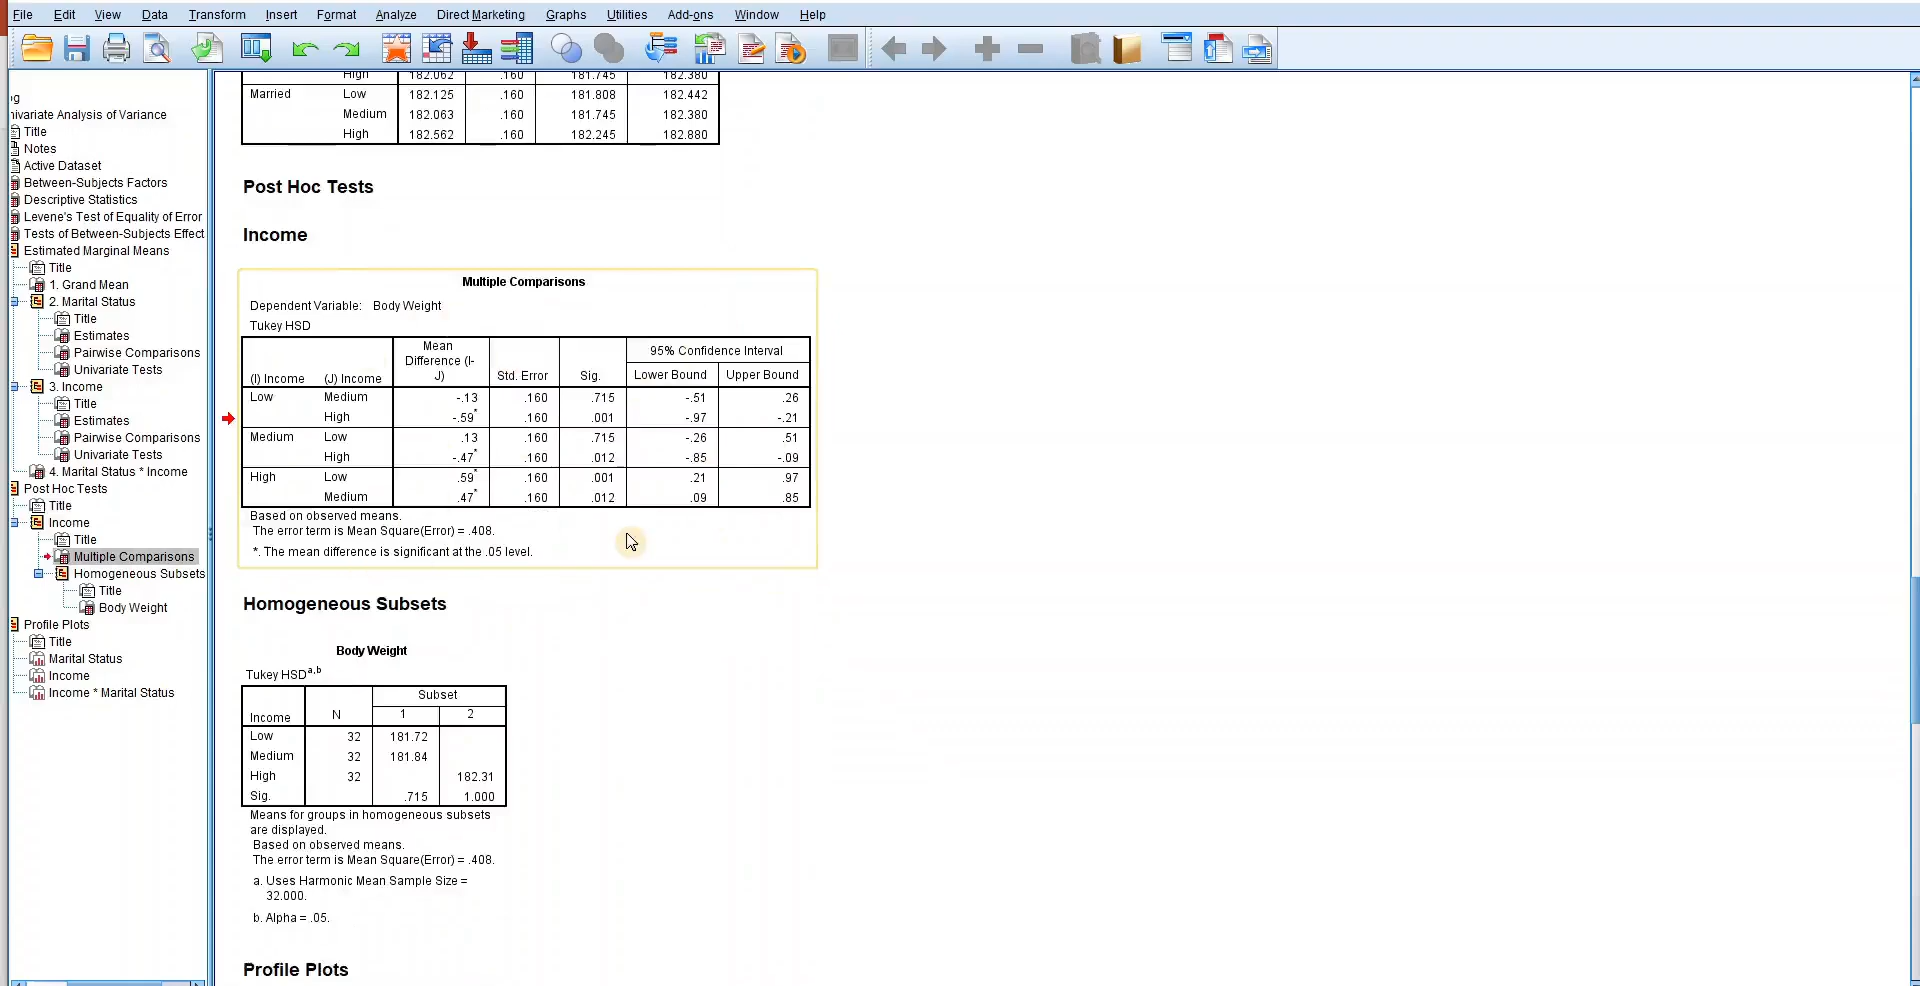 File Edit View Data Transform Insert Format Analyze Direct Marketing Graphs Utilities Add-ons Window Help
og
nivariate Analysis of Variance
Title
Notes
Active Dataset
Between-Subjects Factors
Descriptive Statistics
Levene's Test of Equality of Error
Tests of Between-Subjects Effect
Estimated Marginal Means
Title
1. Grand Mean
2. Marital Status
Title
Estimates
Pairwise Comparisons
Univariate Tests
3. Income
Title
Estimates
Pairwise Comparisons
Univariate Tests
4. Marital Status * Income
Post Hoc Tests
Title
Income
Title
Multiple Comparisons
Homogeneous Subsets
Title
Body Weight
Profile Plots
Title
Marital Status
Income
Income * Marital Status
High 182.062 .160 181.745 182.380
Married Low 182.125 .160 181.808 182.442
Medium 182.063 .160 181.745 182.380
High 182.562 .160 182.245 182.880
Post Hoc Tests
Income
Multiple Comparisons
Dependent Variable: Body Weight
Tukey HSD
(I) Income (J) Income Mean Difference (I-J) Std. Error Sig. 95% Confidence Interval
Lower Bound Upper Bound
Low Medium -.13 .160 .715 -.51 .26
High -.59* .160 .001 -.97 -.21
Medium Low .13 .160 .715 -.26 .51
High -.47* .160 .012 -.85 -.09
High Low .59* .160 .001 .21 .97
Medium .47* .160 .012 .09 .85
Based on observed means.
The error term is Mean Square(Error) = .408.
*. The mean difference is significant at the .05 level.
Homogeneous Subsets
Body Weight
Tukey HSDa,b
Income N Subset
1 2
Low 32 181.72
Medium 32 181.84
High 32 182.31
Sig. .715 1.000
Means for groups in homogeneous subsets
are displayed.
Based on observed means.
The error term is Mean Square(Error) = .408.
a. Uses Harmonic Mean Sample Size =
32.000.
b. Alpha = .05.
Profile Plots